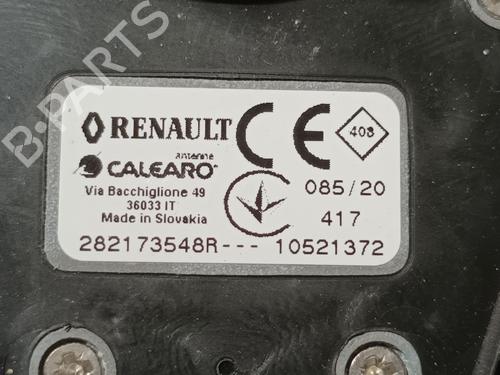 B-PARTS
RENAULT
CE
408
antenne
CALEARO
Via Bacchiglione 49
36033 IT
Made in Slovakia
085/20
417
282173548R--- 10521372